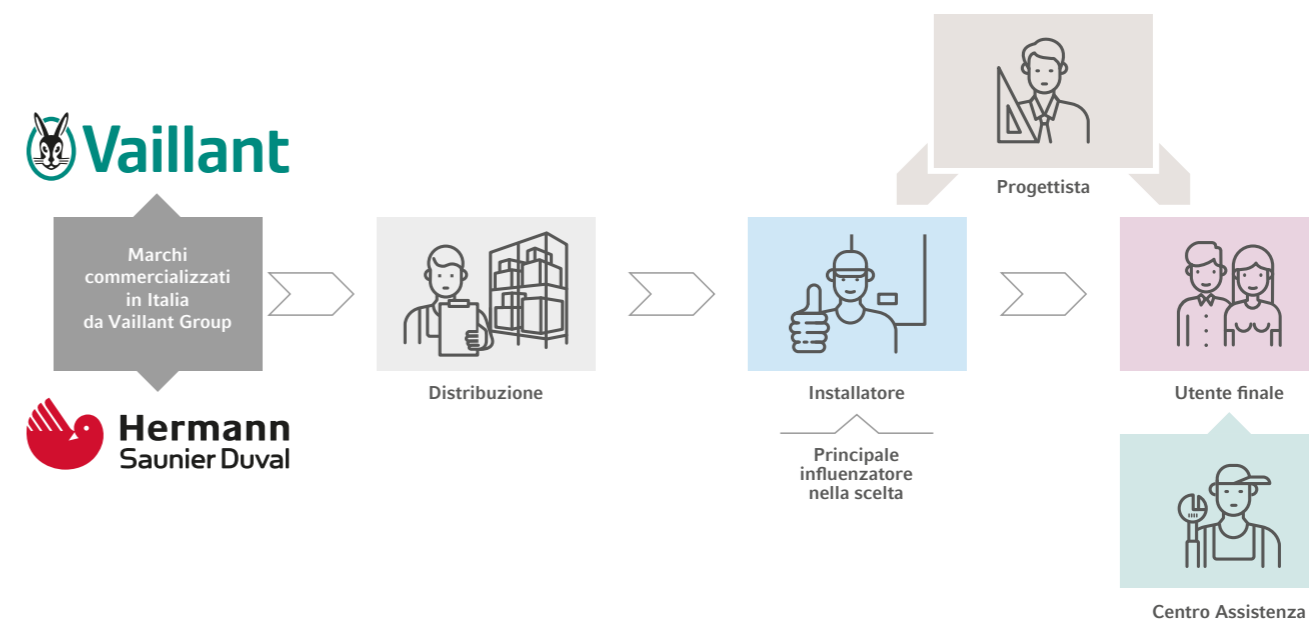 Vaillant
Marchi
commercializzati
in Italia
da Vaillant Group
Hermann
Saunier Duval
Distribuzione
Installatore
Principale
influenzatore
nella scelta
Progettista
Utente finale
Centro Assistenza